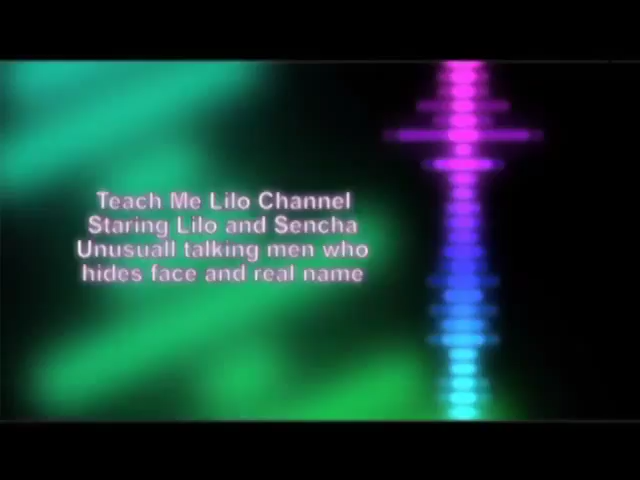 Teach Me Lilo Channel
Staring Lilo and Sencha
Unusuall talking men who
hides face and real name